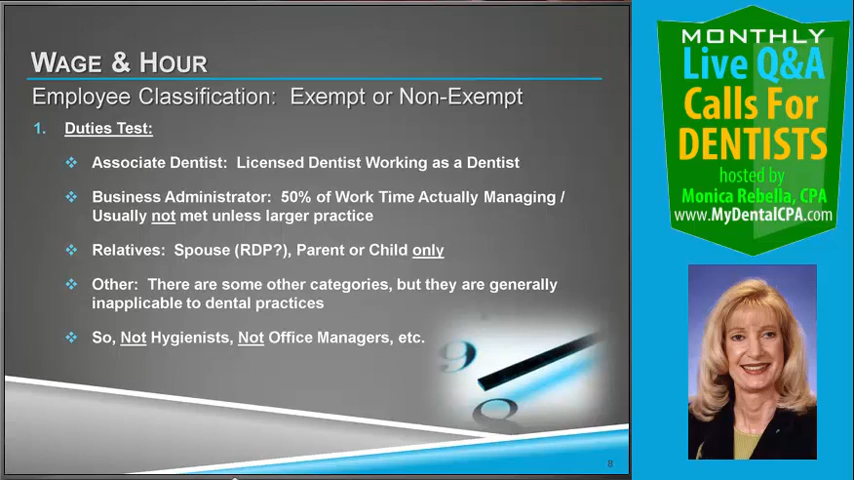 WAGE & HOUR
Employee Classification: Exempt or Non-Exempt
1. Duties Test:
❖ Associate Dentist: Licensed Dentist Working as a Dentist
❖ Business Administrator: 50% of Work Time Actually Managing /
Usually not met unless larger practice
❖ Relatives: Spouse (RDP?), Parent or Child only
❖ Other: There are some other categories, but they are generally
inapplicable to dental practices
❖ So, Not Hygienists, Not Office Managers, etc.
9
8
8
MONTHLY
Live Q&A
Calls For
DENTISTS
hosted by
Monica Rebella, CPA
www.MyDentalCPA.com